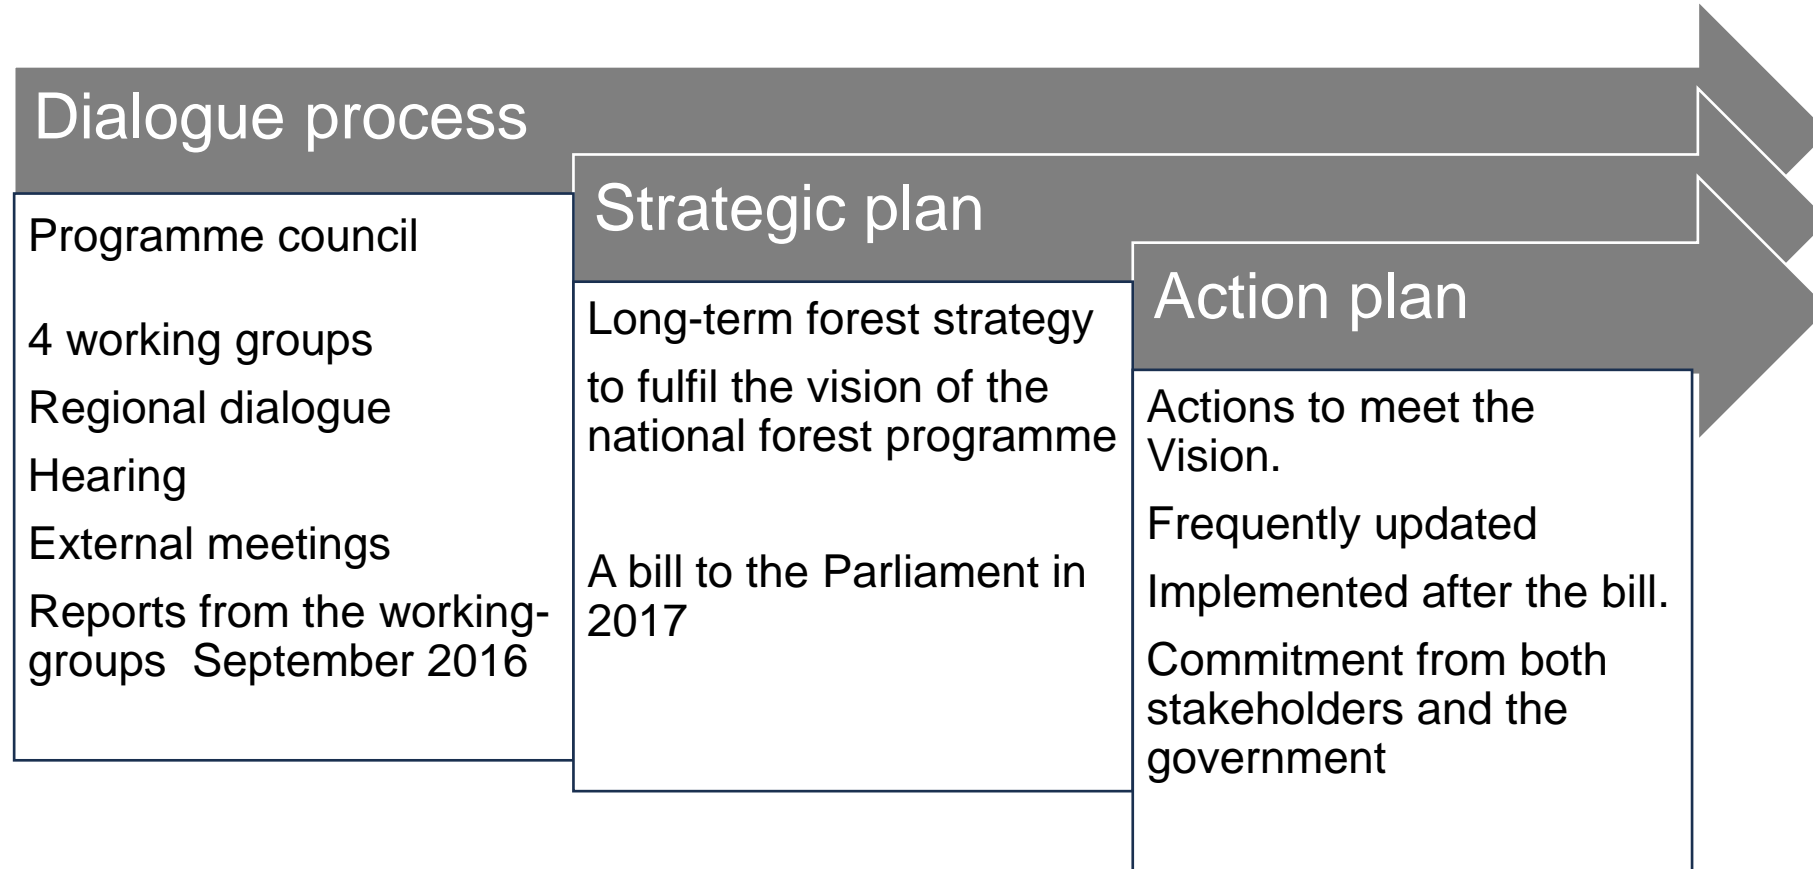 Dialogue process
Programme council
4 working groups
Regional dialogue
Hearing
External meetings
Reports from the working-
groups  September 2016
Strategic plan
Long-term forest strategy
to fulfil the vision of the
national forest programme
A bill to the Parliament in
2017
Action plan
Actions to meet the
Vision.
Frequently updated
Implemented after the bill.
Commitment from both
stakeholders and the
government